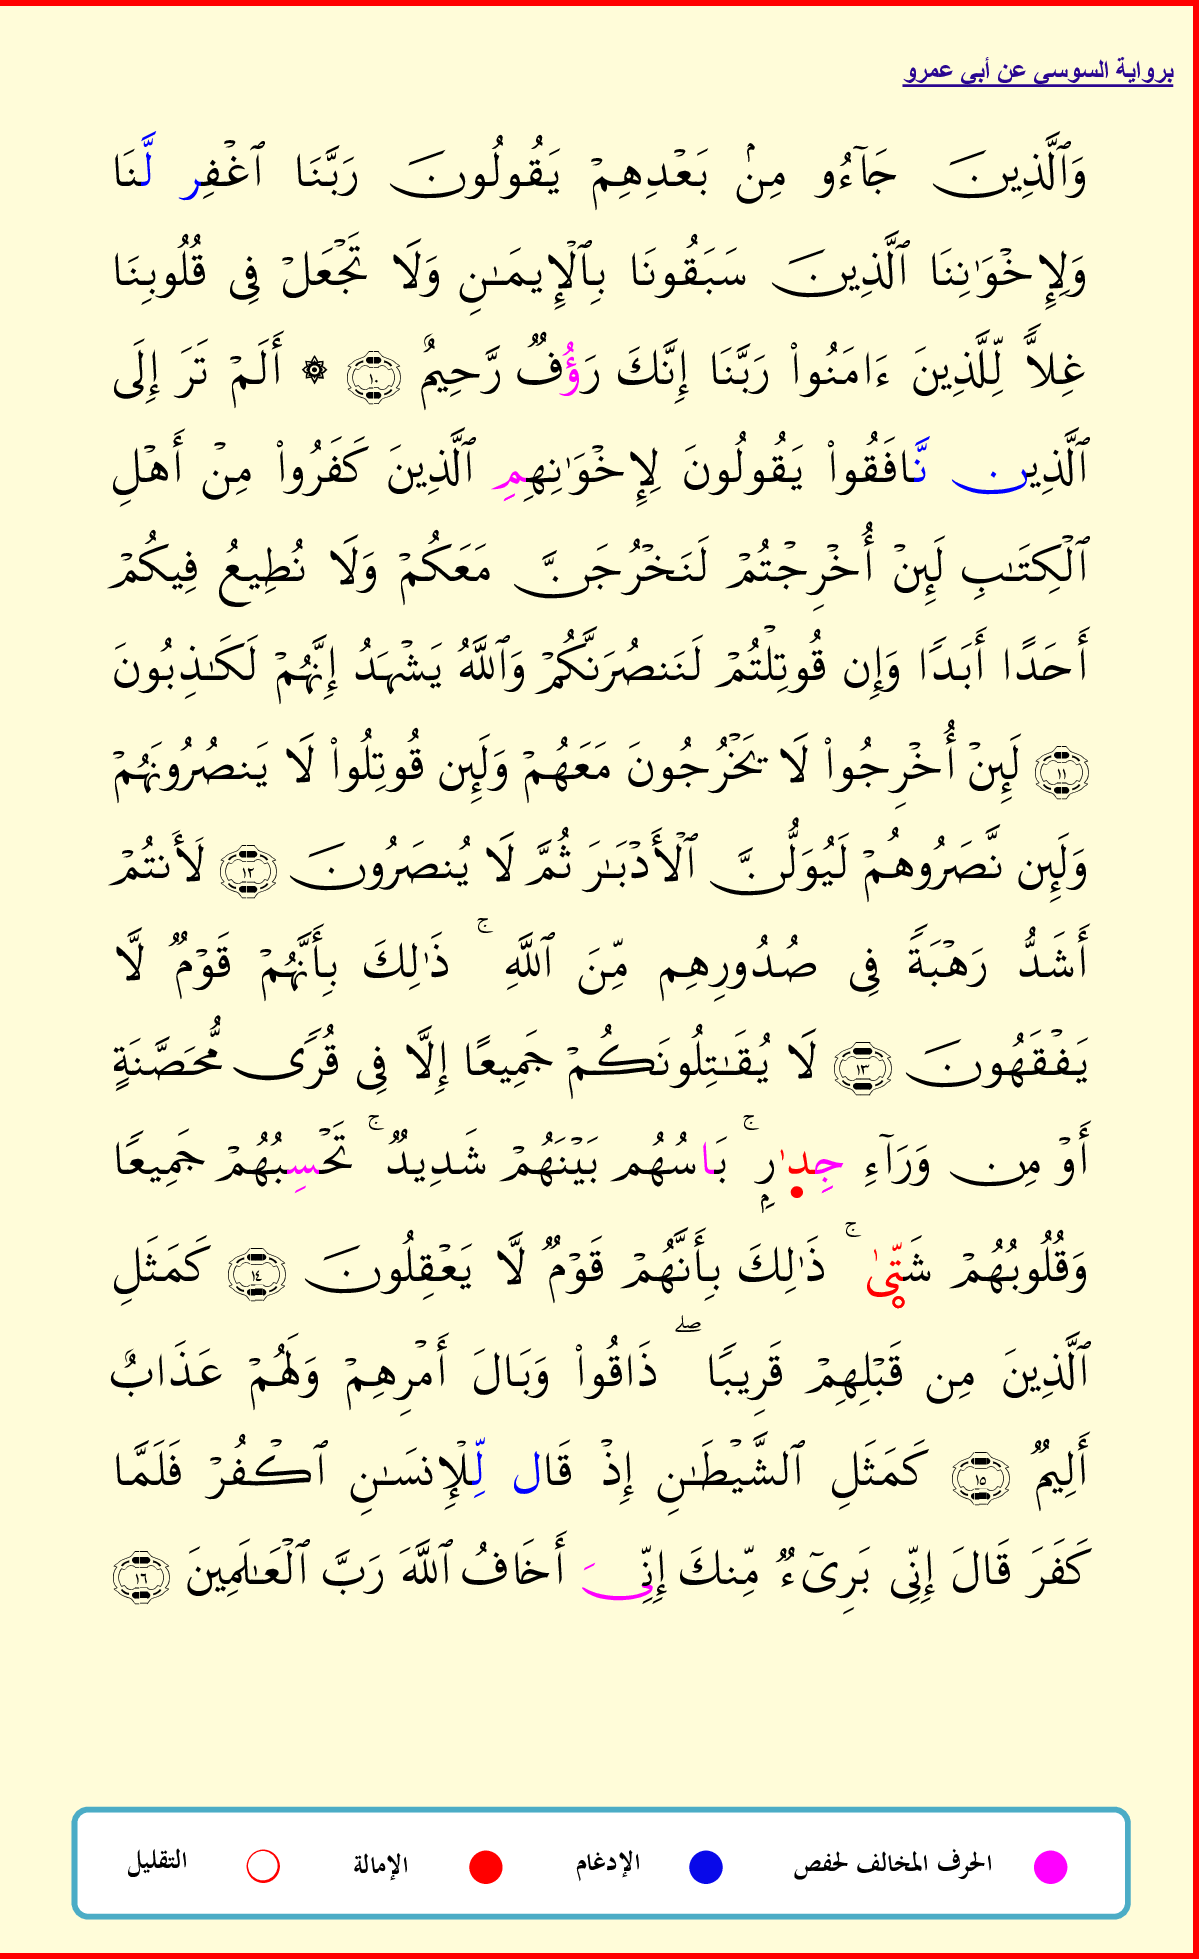 برواية السوسي عن أبي عمرو
وَٱلَّذِينَ جَآءُو مِنۢ بَعۡدِهِمۡ يَقُولُونَ رَبَّنَا ٱغۡفِر لَّنَا
وَلِإِخۡوَٰنِنَا ٱلَّذِينَ سَبَقُونَا بِٱلۡإِيمَـٰنِ وَلَا تَجۡعَلۡ فِى قُلُوبِنَا
غِلاًّ لِّلَّذِينَ ءَامَنُواْ رَبَّنَا إِنَّكَ رَؤُفٌ رَّحِيمٌ ١٠ ۞ أَلَمۡ تَرَ إِلَى
ٱلَّذِين نَّافَقُواْ يَقُولُونَ لِإِخۡوَٰنِهِمِ ٱلَّذِينَ كَفَرُواْ مِنۡ أَهۡلِ
ٱلۡكِتَـٰبِ لَئِنۡ أُخۡرِجۡتُمۡ لَنَخۡرُجَنَّ مَعَكُمۡ وَلَا نُطِيعُ فِيكُمۡ
أَحَدًا أَبَدًا وَإِن قُوتِلۡتُمۡ لَنَنصُرَنَّكُمۡ وَٱللَّهُ يَشۡهَدُ إِنَّهُمۡ لَكَـٰذِبُونَ
١١ لَئِنۡ أُخۡرِجُواْ لَا يَخۡرُجُونَ مَعَهُمۡ وَلَئِن قُوتِلُواْ لَا يَنصُرُونَهُمۡ
وَلَئِن نَّصَرُوهُمۡ لَيُوَلُّنَّ ٱلۡأَدۡبَـٰرَ ثُمَّ لَا يُنصَرُونَ ١٢ لَأَنتُمۡ
أَشَدُّ رَهۡبَةً فِى صُدُورِهِم مِّنَ ٱللَّهِ ۚ ذَٰلِكَ بِأَنَّهُمۡ قَوۡمٌ لَّا
يَفۡقَهُونَ ١٣ لَا يُقَـٰتِلُونَكُمۡ جَمِيعًا إِلَّا فِى قُرًى مُّحَصَّنَةٍ
أَوۡ مِن وَرَآءِ جِدَٰرٍ ۚ بَاسُهُم بَيۡنَهُمۡ شَدِيدٌ ۚ تَحۡسِبُهُمۡ جَمِيعًا
وَقُلُوبُهُمۡ شَتَّىٰ ۚ ذَٰلِكَ بِأَنَّهُمۡ قَوۡمٌ لَّا يَعۡقِلُونَ ١٤ كَمَثَلِ
ٱلَّذِينَ مِن قَبۡلِهِمۡ قَرِيبًا ۖ ذَاقُواْ وَبَالَ أَمۡرِهِمۡ وَلَهُمۡ عَذَابٌ
أَلِيمٌ ١٥ كَمَثَلِ ٱلشَّيۡطَـٰنِ إِذۡ قَال لِّلۡإِنسَـٰنِ ٱكۡفُرۡ فَلَمَّا
كَفَرَ قَالَ إِنِّى بَرِىٓءٌ مِّنكَ إِنِّىَ أَخَافُ ٱللَّهَ رَبَّ ٱلۡعَـٰلَمِينَ ١٦
الحرف المخالف لحفص الإدغام الإمالة التقليل